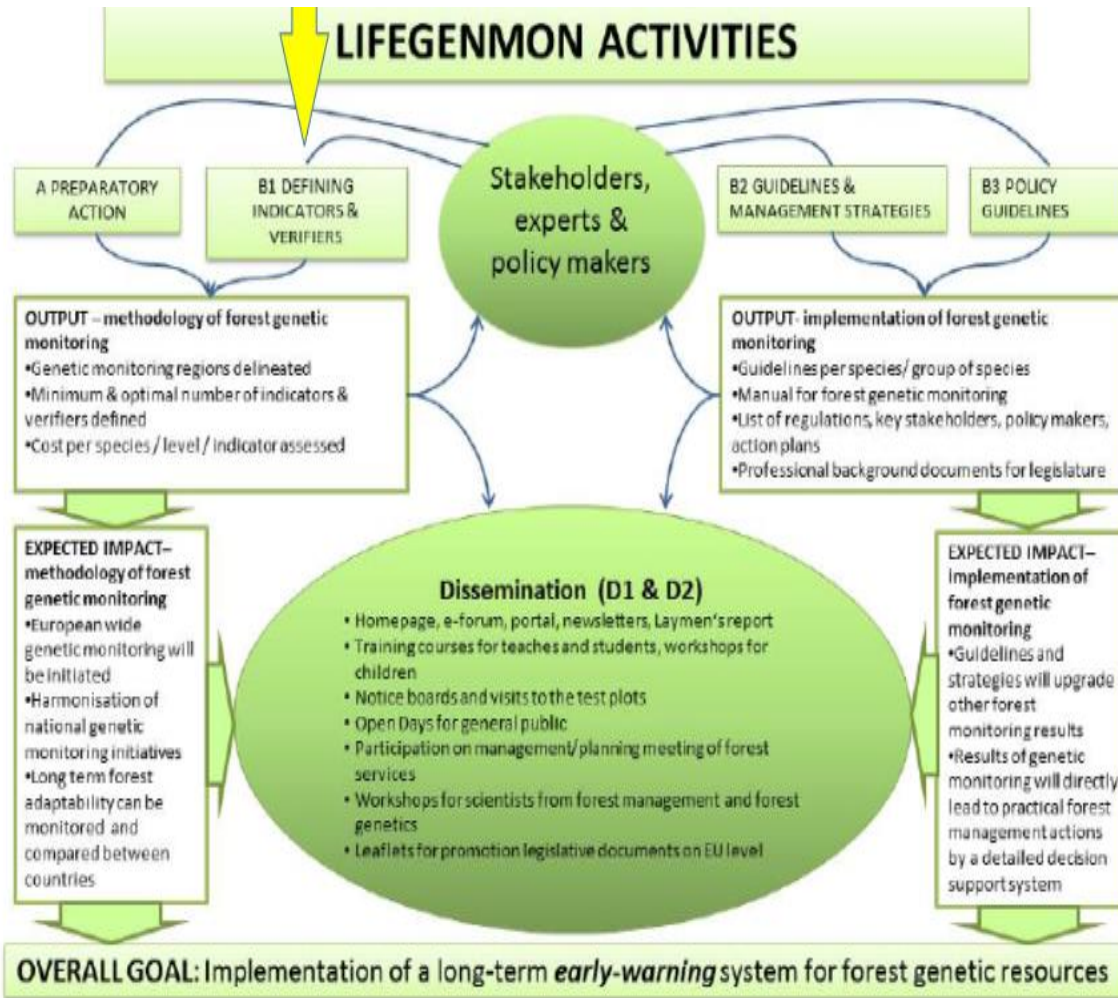 LIFEGENMON ACTIVITIES
A PREPARATORY
ACTION
B1 DEFINING
INDICATORS &
VERIFIERS
Stakeholders,
experts &
policy makers
B2 GUIDELINES &
MANAGEMENT STRATEGIES
B3 POLICY
GUIDELINES
OUTPUT – methodology of forest genetic
monitoring
•Genetic monitoring regions delineated
•Minimum & optimal number of indicators &
verifiers defined
•Cost per species / level / indicator assessed
OUTPUT- implementation of forest genetic
monitoring
•Guidelines per species/ group of species
•Manual for forest genetic monitoring
•List of regulations, key stakeholders, policy makers,
action plans
•Professional background documents for legislature
EXPECTED IMPACT–
methodology of forest
genetic monitoring
•European wide
genetic monitoring will
be initiated
•Harmonisation of
national genetic
monitoring initiatives
•Long term forest
adaptability can be
monitored and
compared between
countries
Dissemination (D1 & D2)
• Homepage, e-forum, portal, newsletters, Laymen's report
• Training courses for teaches and students, workshops for
children
• Notice boards and visits to the test plots
• Open Days for general public
• Participation on management/planning meeting of forest
services
• Workshops for scientists from forest management and forest
genetics
• Leaflets for promotion legislative documents on EU level
EXPECTED IMPACT–
implementation of
forest genetic
monitoring
•Guidelines and
strategies will upgrade
other forest
monitoring results
•Results of genetic
monitoring will directly
lead to practical forest
management actions
by a detailed decision
support system
OVERALL GOAL: Implementation of a long-term early-warning system for forest genetic resources